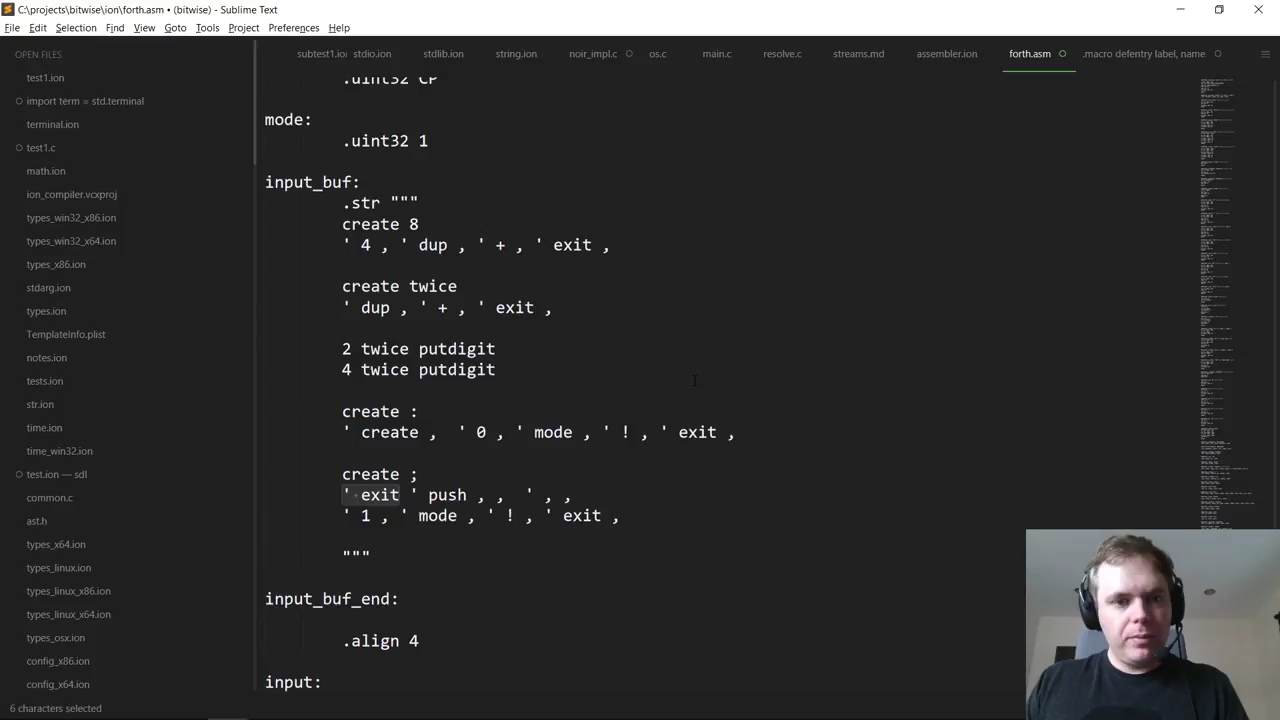 C:\projects\bitwise\ion\forth.asm • (bitwise) - Sublime Text
File Edit Selection Find View Goto Tools Project Preferences Help
OPEN FILES
test1.ion
import term = std.terminal
terminal.ion
test1.c
math.ion
ion_compiler.vcxproj
types_win32_x86.ion
types_win32_x64.ion
types_x86.ion
stdarg.ion
types.ion
TemplateInfo.plist
notes.ion
tests.ion
str.ion
time.ion
time_win32.ion
test.ion — sdl
common.c
ast.h
types_x64.ion
types_linux.ion
types_linux_x86.ion
types_linux_x64.ion
types_osx.ion
config_x86.ion
config_x64.ion
subtest1.ion stdio.ion stdlib.ion string.ion noir_impl.c os.c main.c resolve.c streams.md assembler.ion forth.asm .macro defentry label, name
.uint32 CP
mode:
.uint32 1
input_buf:
.str """
create 8
' 4 , ' dup , ' + , ' exit ,
create twice
' dup , ' + , ' exit ,
2 twice putdigit
4 twice putdigit
create :
' create , ' 0 , ' mode , ' ! , ' exit ,
create ;
' exit ' push , , ' , ,
' 1 , ' mode , ' ! , ' exit ,
"""
input_buf_end:
.align 4
input:
6 characters selected